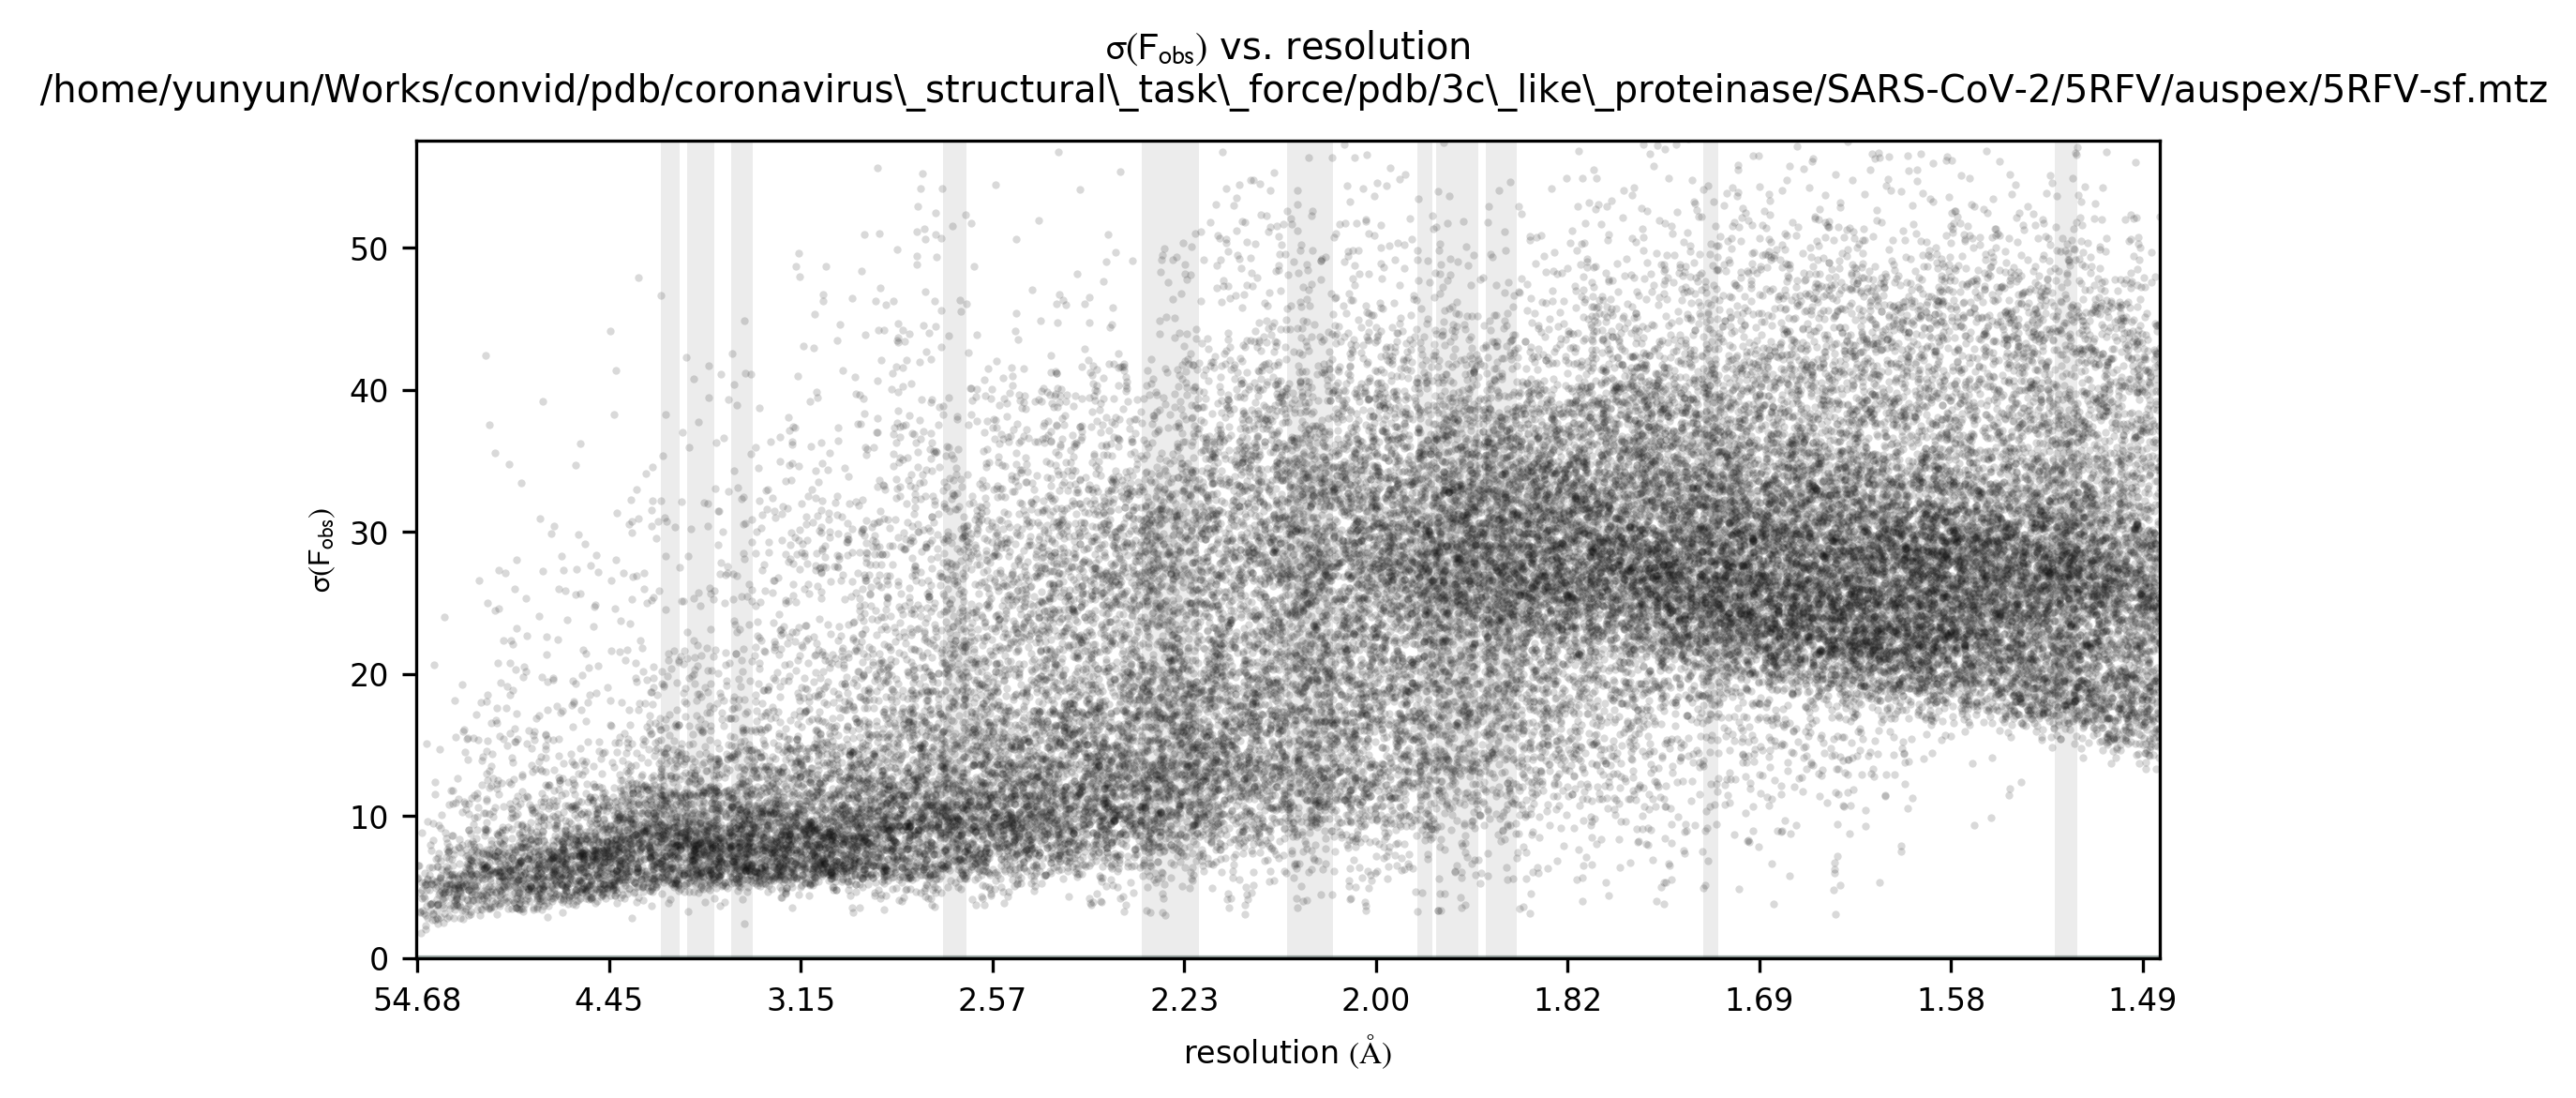 σ(Fobs) vs. resolution
/home/yunyun/Works/convid/pdb/coronavirus\_structural\_task\_force/pdb/3c\_like\_proteinase/SARS-CoV-2/5RFV/auspex/5RFV-sf.mtz
50
40
30
20
10
0
σ(Fobs)
54.68 4.45 3.15 2.57 2.23 2.00 1.82 1.69 1.58 1.49
resolution (Å)